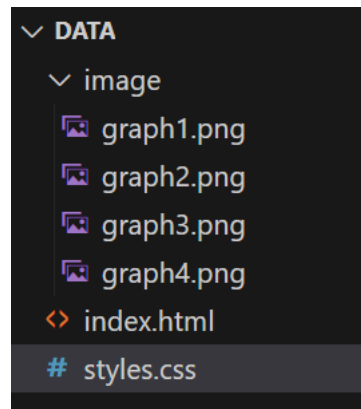 DATA
image
graph1.png
graph2.png
graph3.png
graph4.png
<> index.html
# styles.css